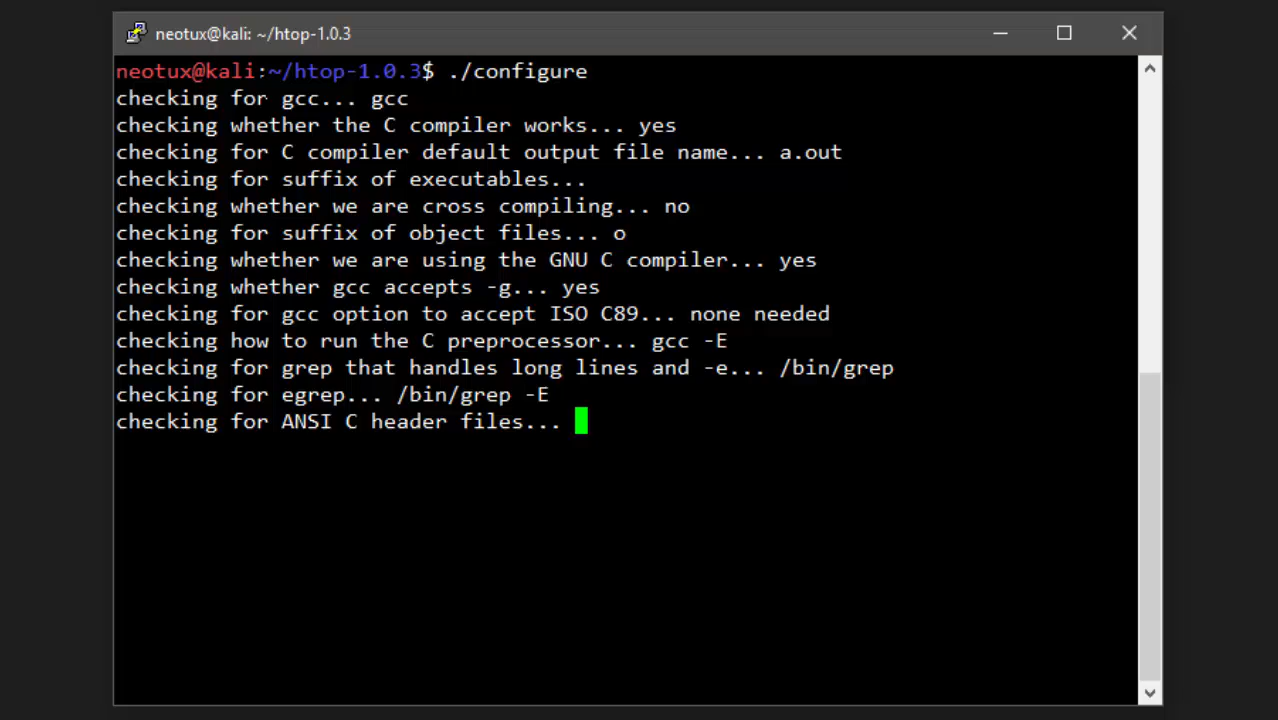 neotux@kali: ~/htop-1.0.3
neotux@kali:~/htop-1.0.3$ ./configure
checking for gcc... gcc
checking whether the C compiler works... yes
checking for C compiler default output file name... a.out
checking for suffix of executables...
checking whether we are cross compiling... no
checking for suffix of object files... o
checking whether we are using the GNU C compiler... yes
checking whether gcc accepts -g... yes
checking for gcc option to accept ISO C89... none needed
checking how to run the C preprocessor... gcc -E
checking for grep that handles long lines and -e... /bin/grep
checking for egrep... /bin/grep -E
checking for ANSI C header files...